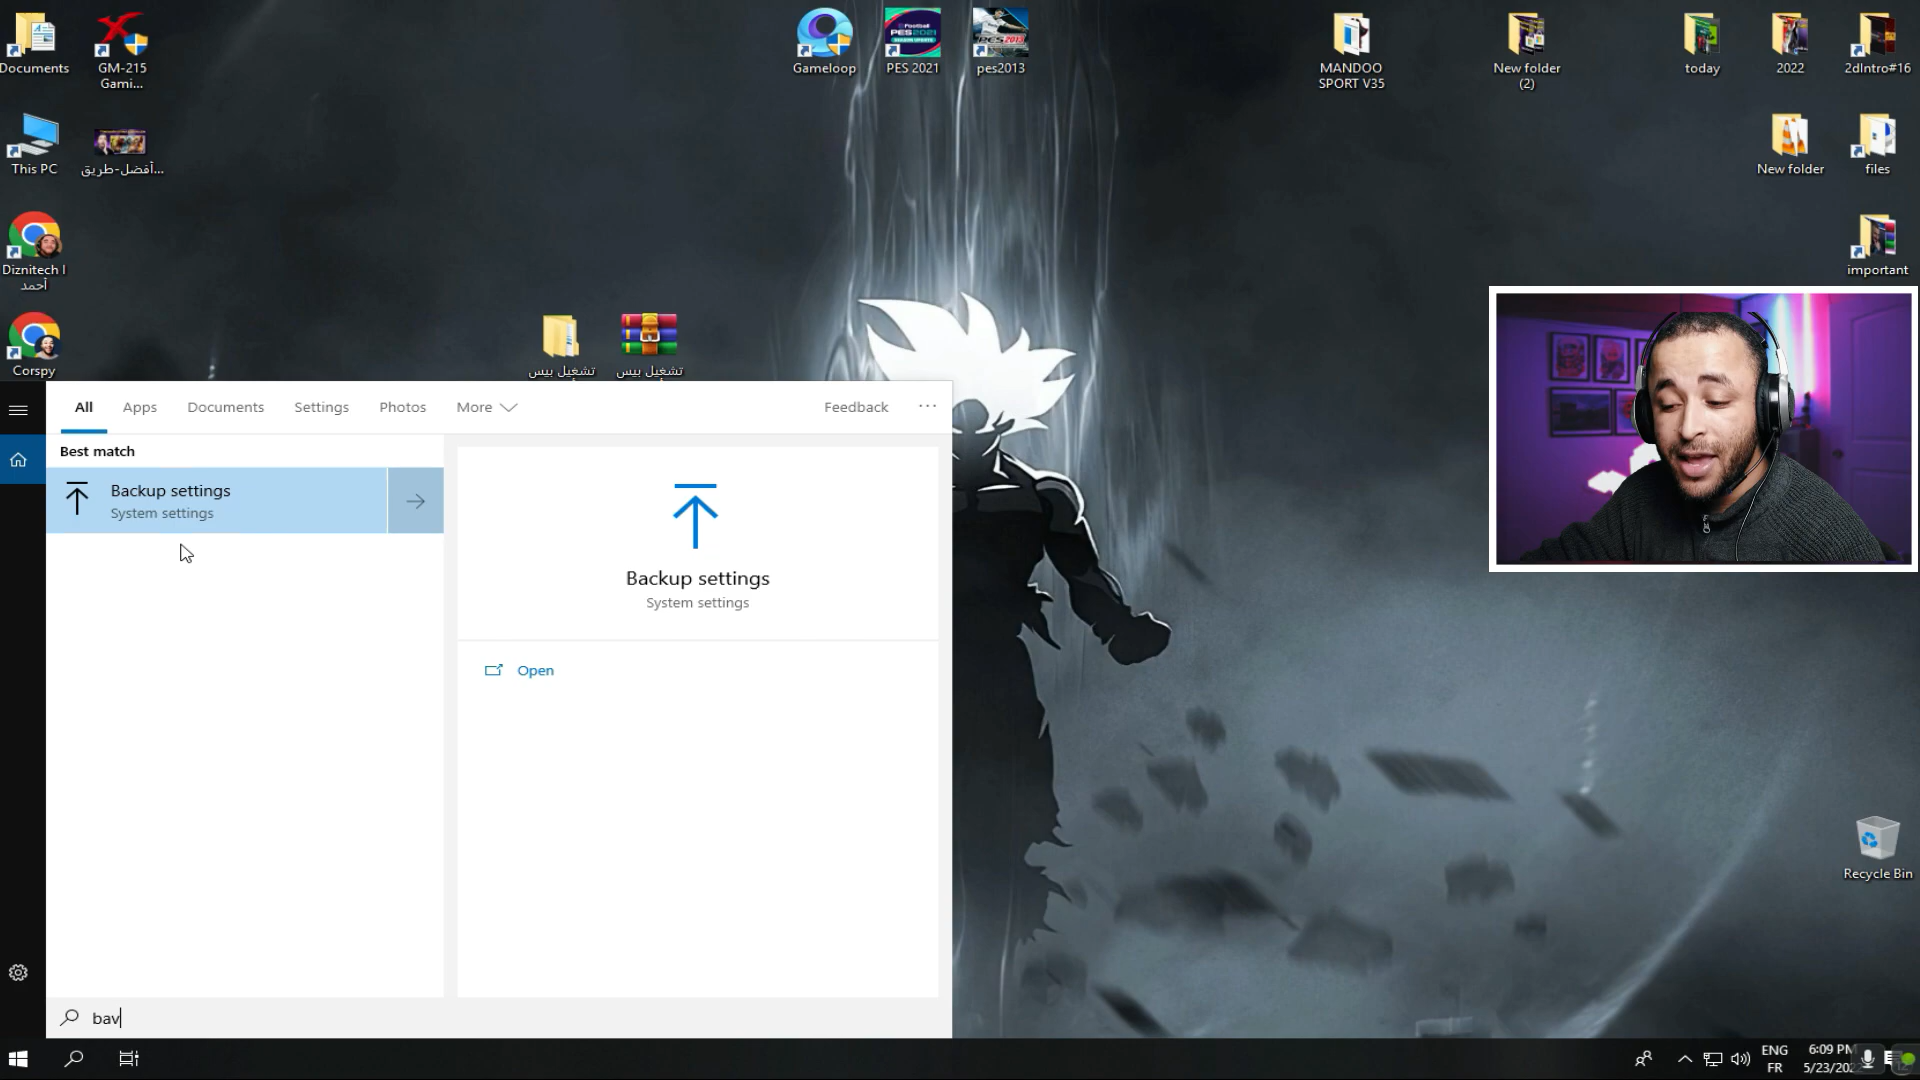 Documents
GM-215
Gami...
Gameloop
PES 2021
pes2013
MANDOO
SPORT V35
New folder
(2)
today
2022
2dIntro#16
This PC
أفضل-طريق...
New folder
files
Diznitech l
أحمد
important
Corspy
تشغيل بيس
تشغيل بيس
All
Apps
Documents
Settings
Photos
More
Feedback
Best match
Backup settings
System settings
Backup settings
System settings
Open
Recycle Bin
bav
ENG
FR
6:09 PM